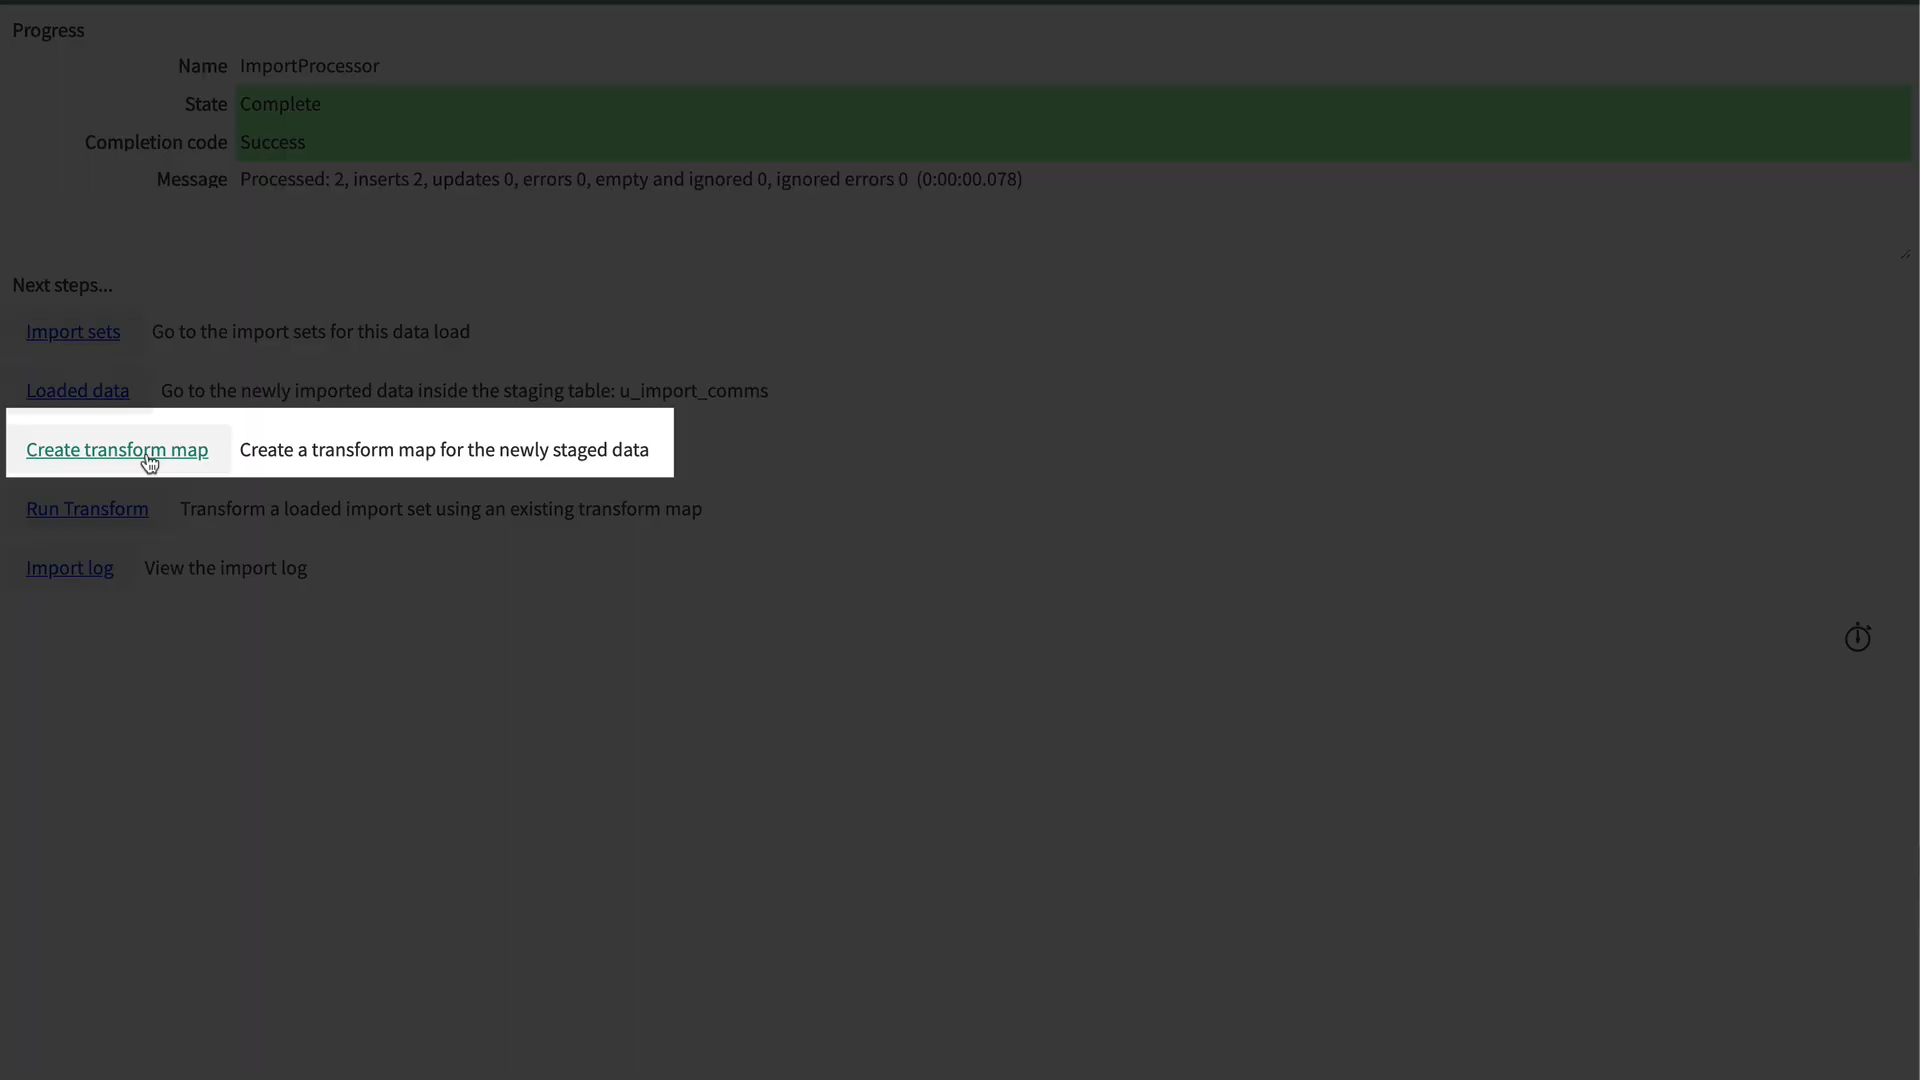 Progress
Name ImportProcessor
State Complete
Completion code Success
Message Processed: 2, inserts 2, updates 0, errors 0, empty and ignored 0, ignored errors 0 (0:00:00.078)
Next steps...
Import sets Go to the import sets for this data load
Loaded data Go to the newly imported data inside the staging table: u_import_comms
Create transform map Create a transform map for the newly staged data
Run Transform Transform a loaded import set using an existing transform map
Import log View the import log